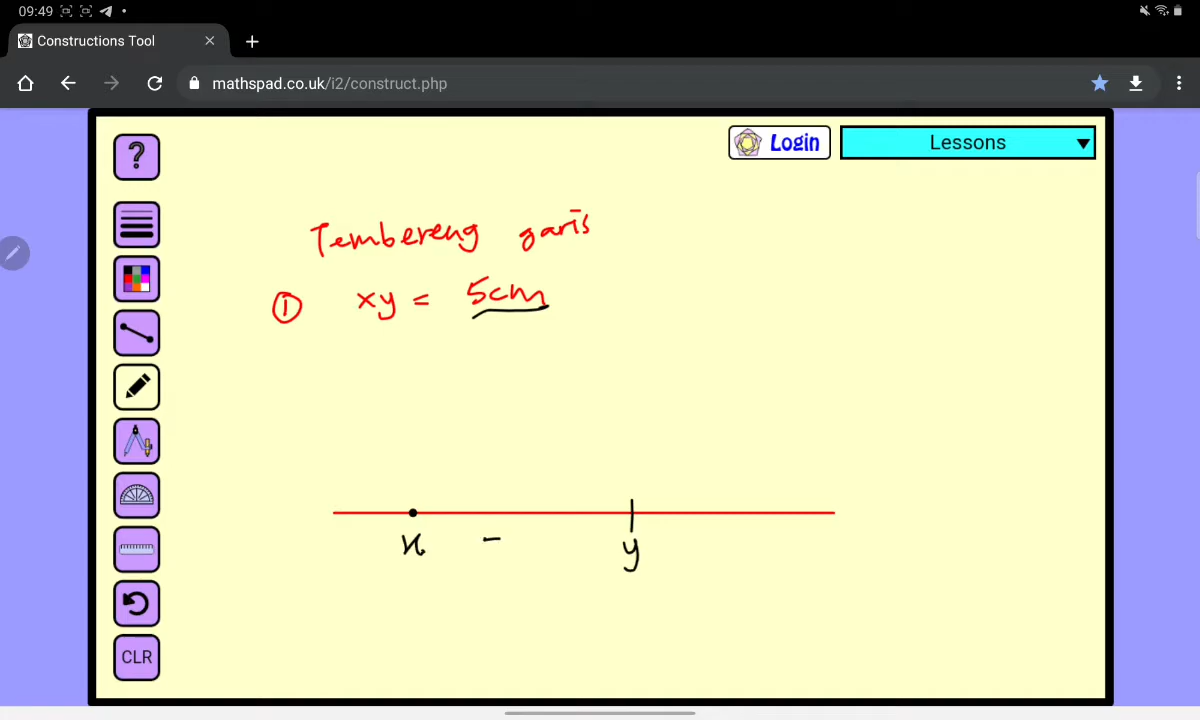 09:49
Constructions Tool
mathspad.co.uk/i2/construct.php
?
Login
Lessons
Tembereng garis
① xy = 5cm
x - y
CLR